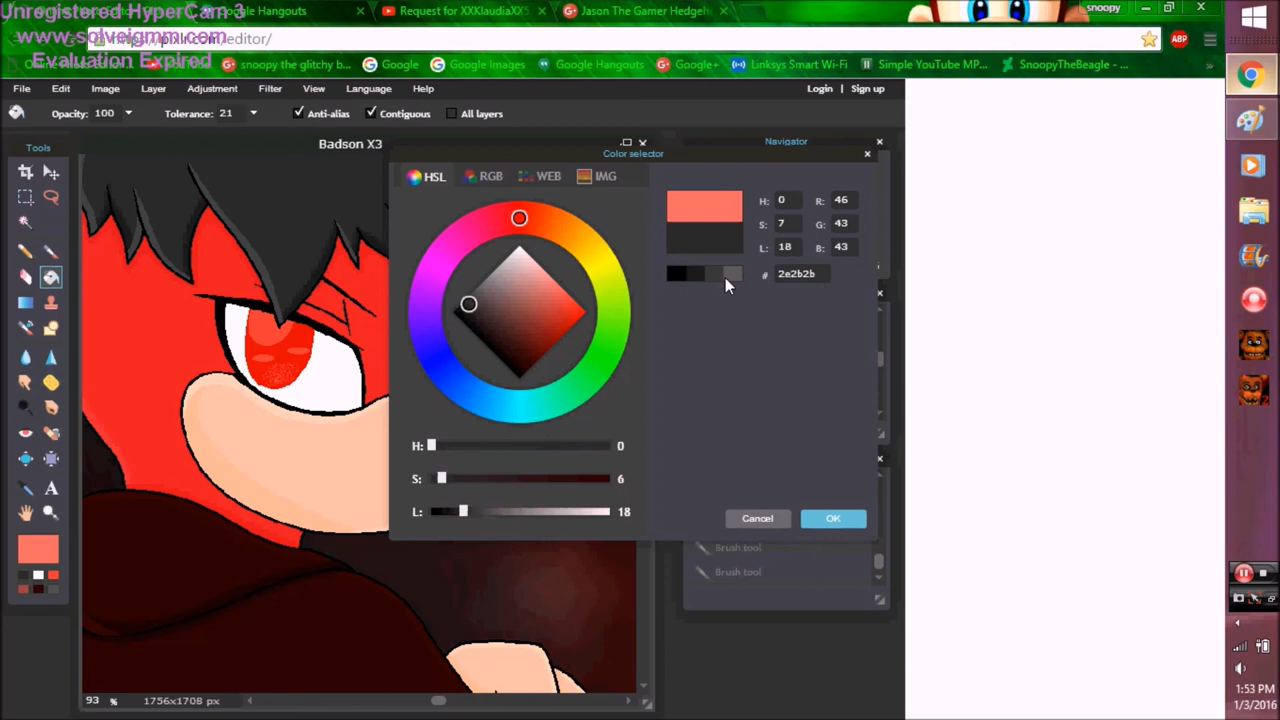 Unregistered HyperCam 3
www.solveigmm.com
Evaluation Expired
Google Hangouts
Request for XXKlaudiaXX
Jason The Gamer Hedgeh
snoopy
pixlr.com/editor/
ABP
snoopy the glitchy b...
Google
Google Images
Google Hangouts
Google+
Linksys Smart Wi-Fi
Simple YouTube MP...
SnoopyTheBeagle - ...
File Edit Image Layer Adjustment Filter View Language Help
Login Sign up
Opacity: 100 Tolerance: 21 Anti-alias Contiguous All layers
Tools
Badson X3
Navigator
Color selector
HSL RGB WEB IMG
H: 0 R: 46
S: 7 G: 43
L: 18 B: 43
# 2e2b2b
H: 0
S: 6
L: 18
Cancel OK
Brush tool
Brush tool
93 % 1756x1708 px
1:53 PM
1/3/2016